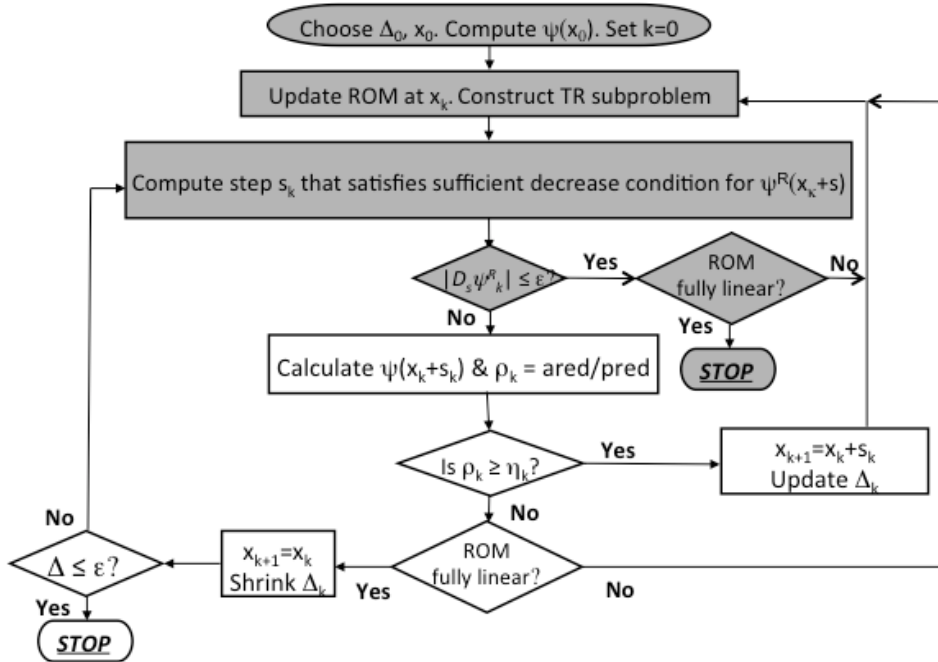 Choose Δ₀, x₀. Compute ψ(x₀). Set k=0
Update ROM at xₖ. Construct TR subproblem
Compute step sₖ that satisfies sufficient decrease condition for ψᴿ(x_κ+s)
|Dₛψᴿₖ| ≤ ε?
Yes
ROM
fully linear?
No
No
Yes
STOP
Calculate ψ(xₖ+sₖ) & ρₖ = ared/pred
Is ρₖ ≥ ηₖ?
Yes
xₖ₊₁=xₖ+sₖ
Update Δₖ
No
ROM
fully linear?
No
Yes
xₖ₊₁=xₖ
Shrink Δₖ
No
Δ ≤ ε?
Yes
STOP